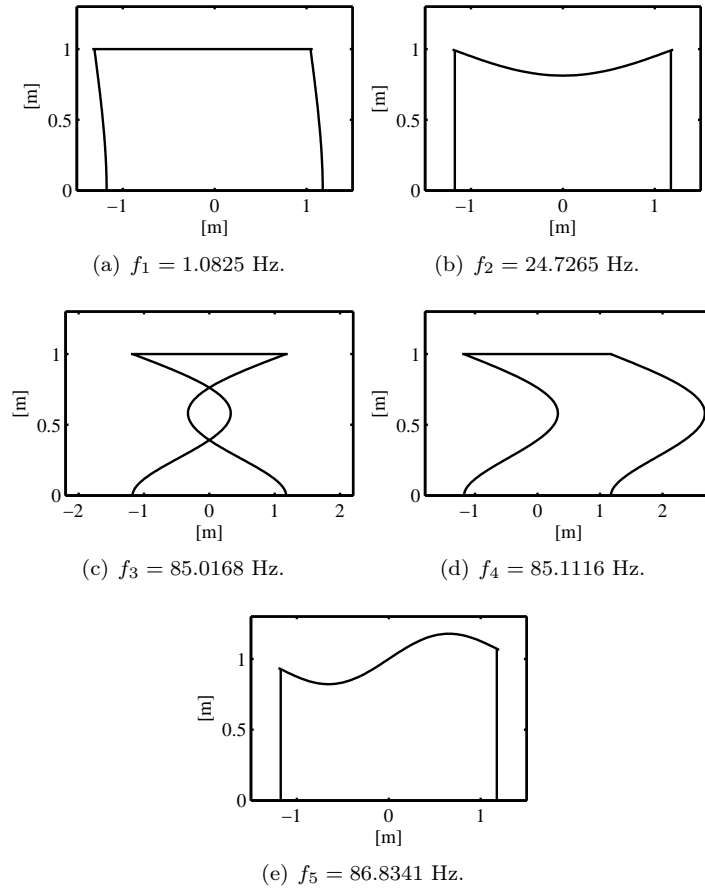 1
0.5
0
[m]
−1 0 1
[m]
(a) f₁ = 1.0825 Hz.
1
0.5
0
[m]
−1 0 1
[m]
(b) f₂ = 24.7265 Hz.
1
0.5
0
[m]
−2 −1 0 1 2
[m]
(c) f₃ = 85.0168 Hz.
1
0.5
0
[m]
−1 0 1 2
[m]
(d) f₄ = 85.1116 Hz.
1
0.5
0
[m]
−1 0 1
[m]
(e) f₅ = 86.8341 Hz.